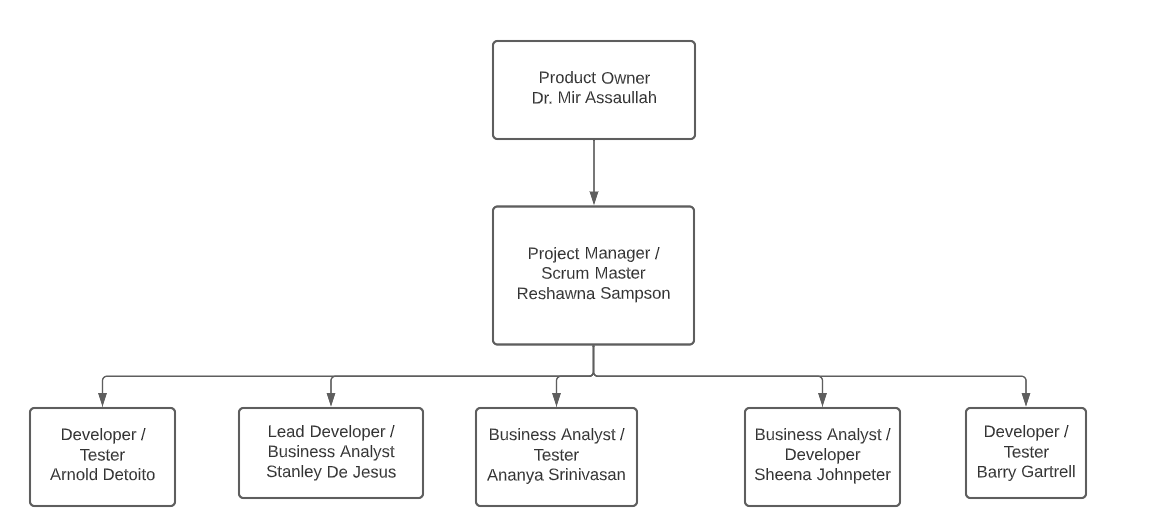 Product Owner
Dr. Mir Assaullah
Project Manager /
Scrum Master
Reshawna Sampson
Developer /
Tester
Arnold Detoito
Lead Developer /
Business Analyst
Stanley De Jesus
Business Analyst /
Tester
Ananya Srinivasan
Business Analyst /
Developer
Sheena Johnpeter
Developer /
Tester
Barry Gartrell